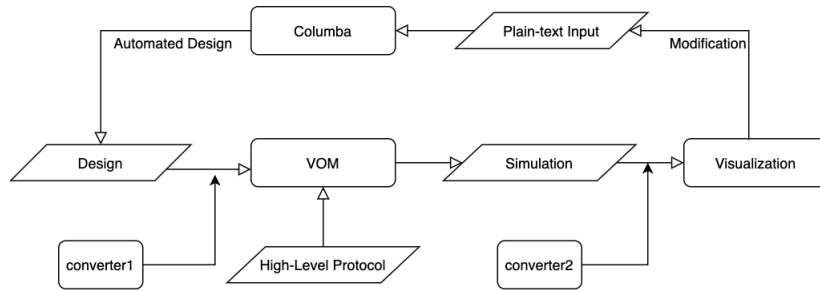 Automated Design
Columba
Plain-text Input
Modification
Design
VOM
Simulation
Visualization
converter1
High-Level Protocol
converter2